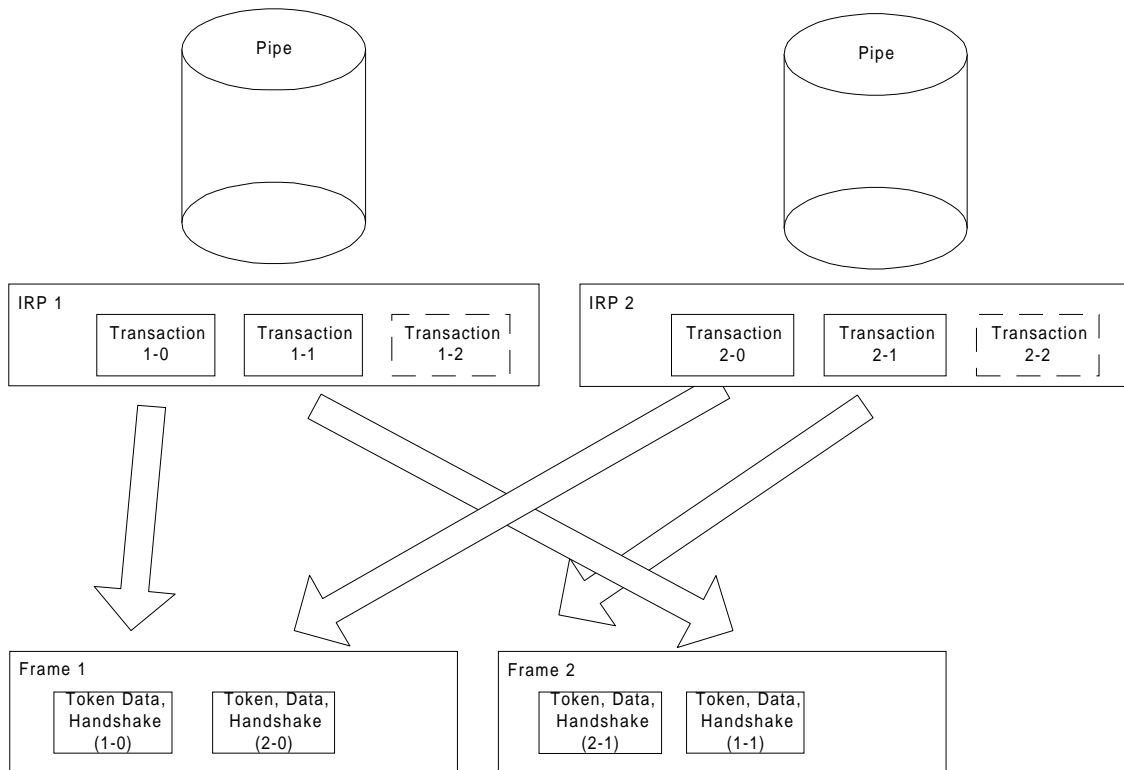 Pipe
Pipe
IRP 1
Transaction
1-0
Transaction
1-1
Transaction
1-2
IRP 2
Transaction
2-0
Transaction
2-1
Transaction
2-2
Frame 1
Token Data,
Handshake
(1-0)
Token, Data,
Handshake
(2-0)
Frame 2
Token, Data,
Handshake
(2-1)
Token, Data,
Handshake
(1-1)